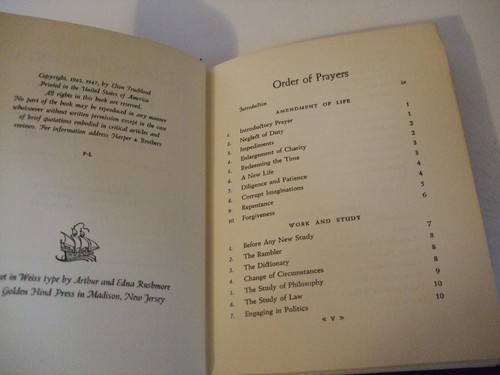 Copyright, 1945, 1947, by Elton Trueblood
Printed in the United States of America
All rights in this book are reserved.
No part of the book may be reproduced in any manner
whatsoever without written permission except in the case
of brief quotations embodied in critical articles and
reviews. For information address Harper & Brothers
F-L
et in Weiss type by Arthur and Edna Rushmore
Golden Hind Press in Madison, New Jersey
Order of Prayers
Introduction ix
AMENDMENT OF LIFE
1. Introductory Prayer 1
2. Neglect of Duty 1
3. Impediments 2
4. Enlargement of Charity 2
5. Redeeming the Time 3
6. A New Life 3
7. Diligence and Patience 4
8. Corrupt Imaginations 4
9. Repentance 5
10. Forgiveness 6
WORK AND STUDY
1. Before Any New Study 7
2. The Rambler 8
3. The Dictionary 8
4. Change of Circumstances 8
5. The Study of Philosophy 9
6. The Study of Law 10
7. Engaging in Politics 10
« V »